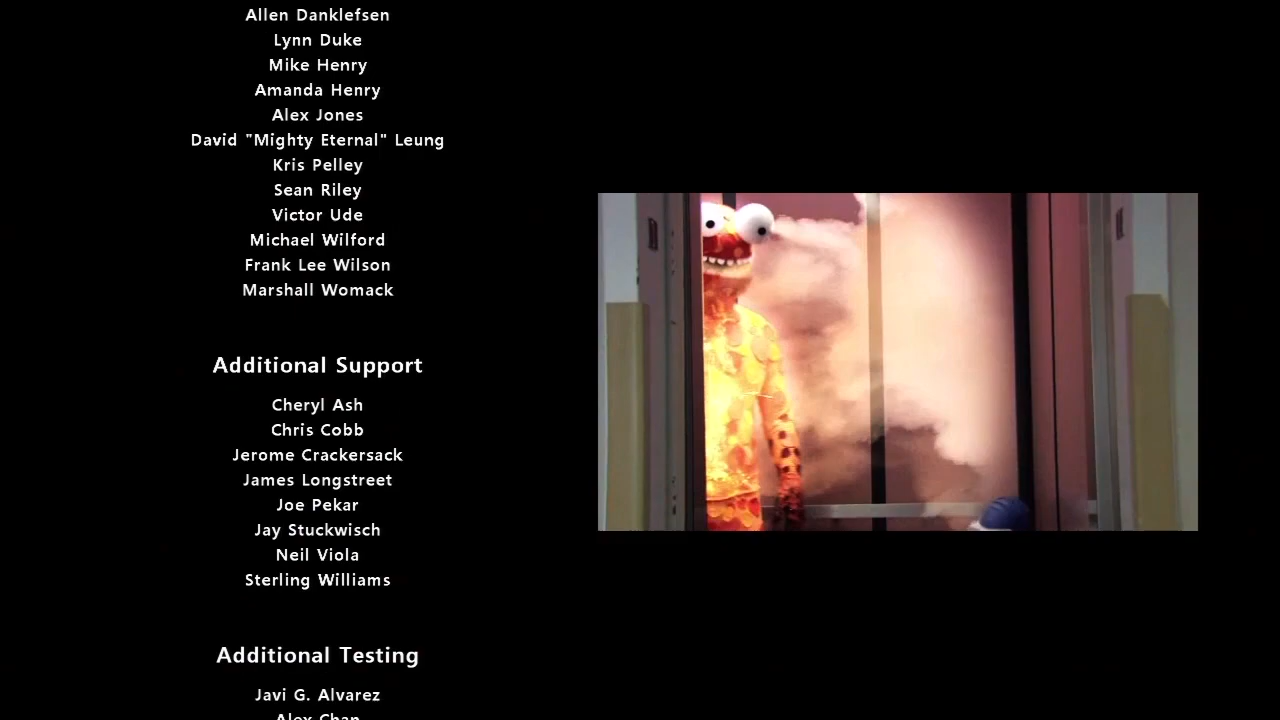 Allen Danklefsen
Lynn Duke
Mike Henry
Amanda Henry
Alex Jones
David "Mighty Eternal" Leung
Kris Pelley
Sean Riley
Victor Ude
Michael Wilford
Frank Lee Wilson
Marshall Womack
Additional Support
Cheryl Ash
Chris Cobb
Jerome Crackersack
James Longstreet
Joe Pekar
Jay Stuckwisch
Neil Viola
Sterling Williams
Additional Testing
Javi G. Alvarez
Alex Chan